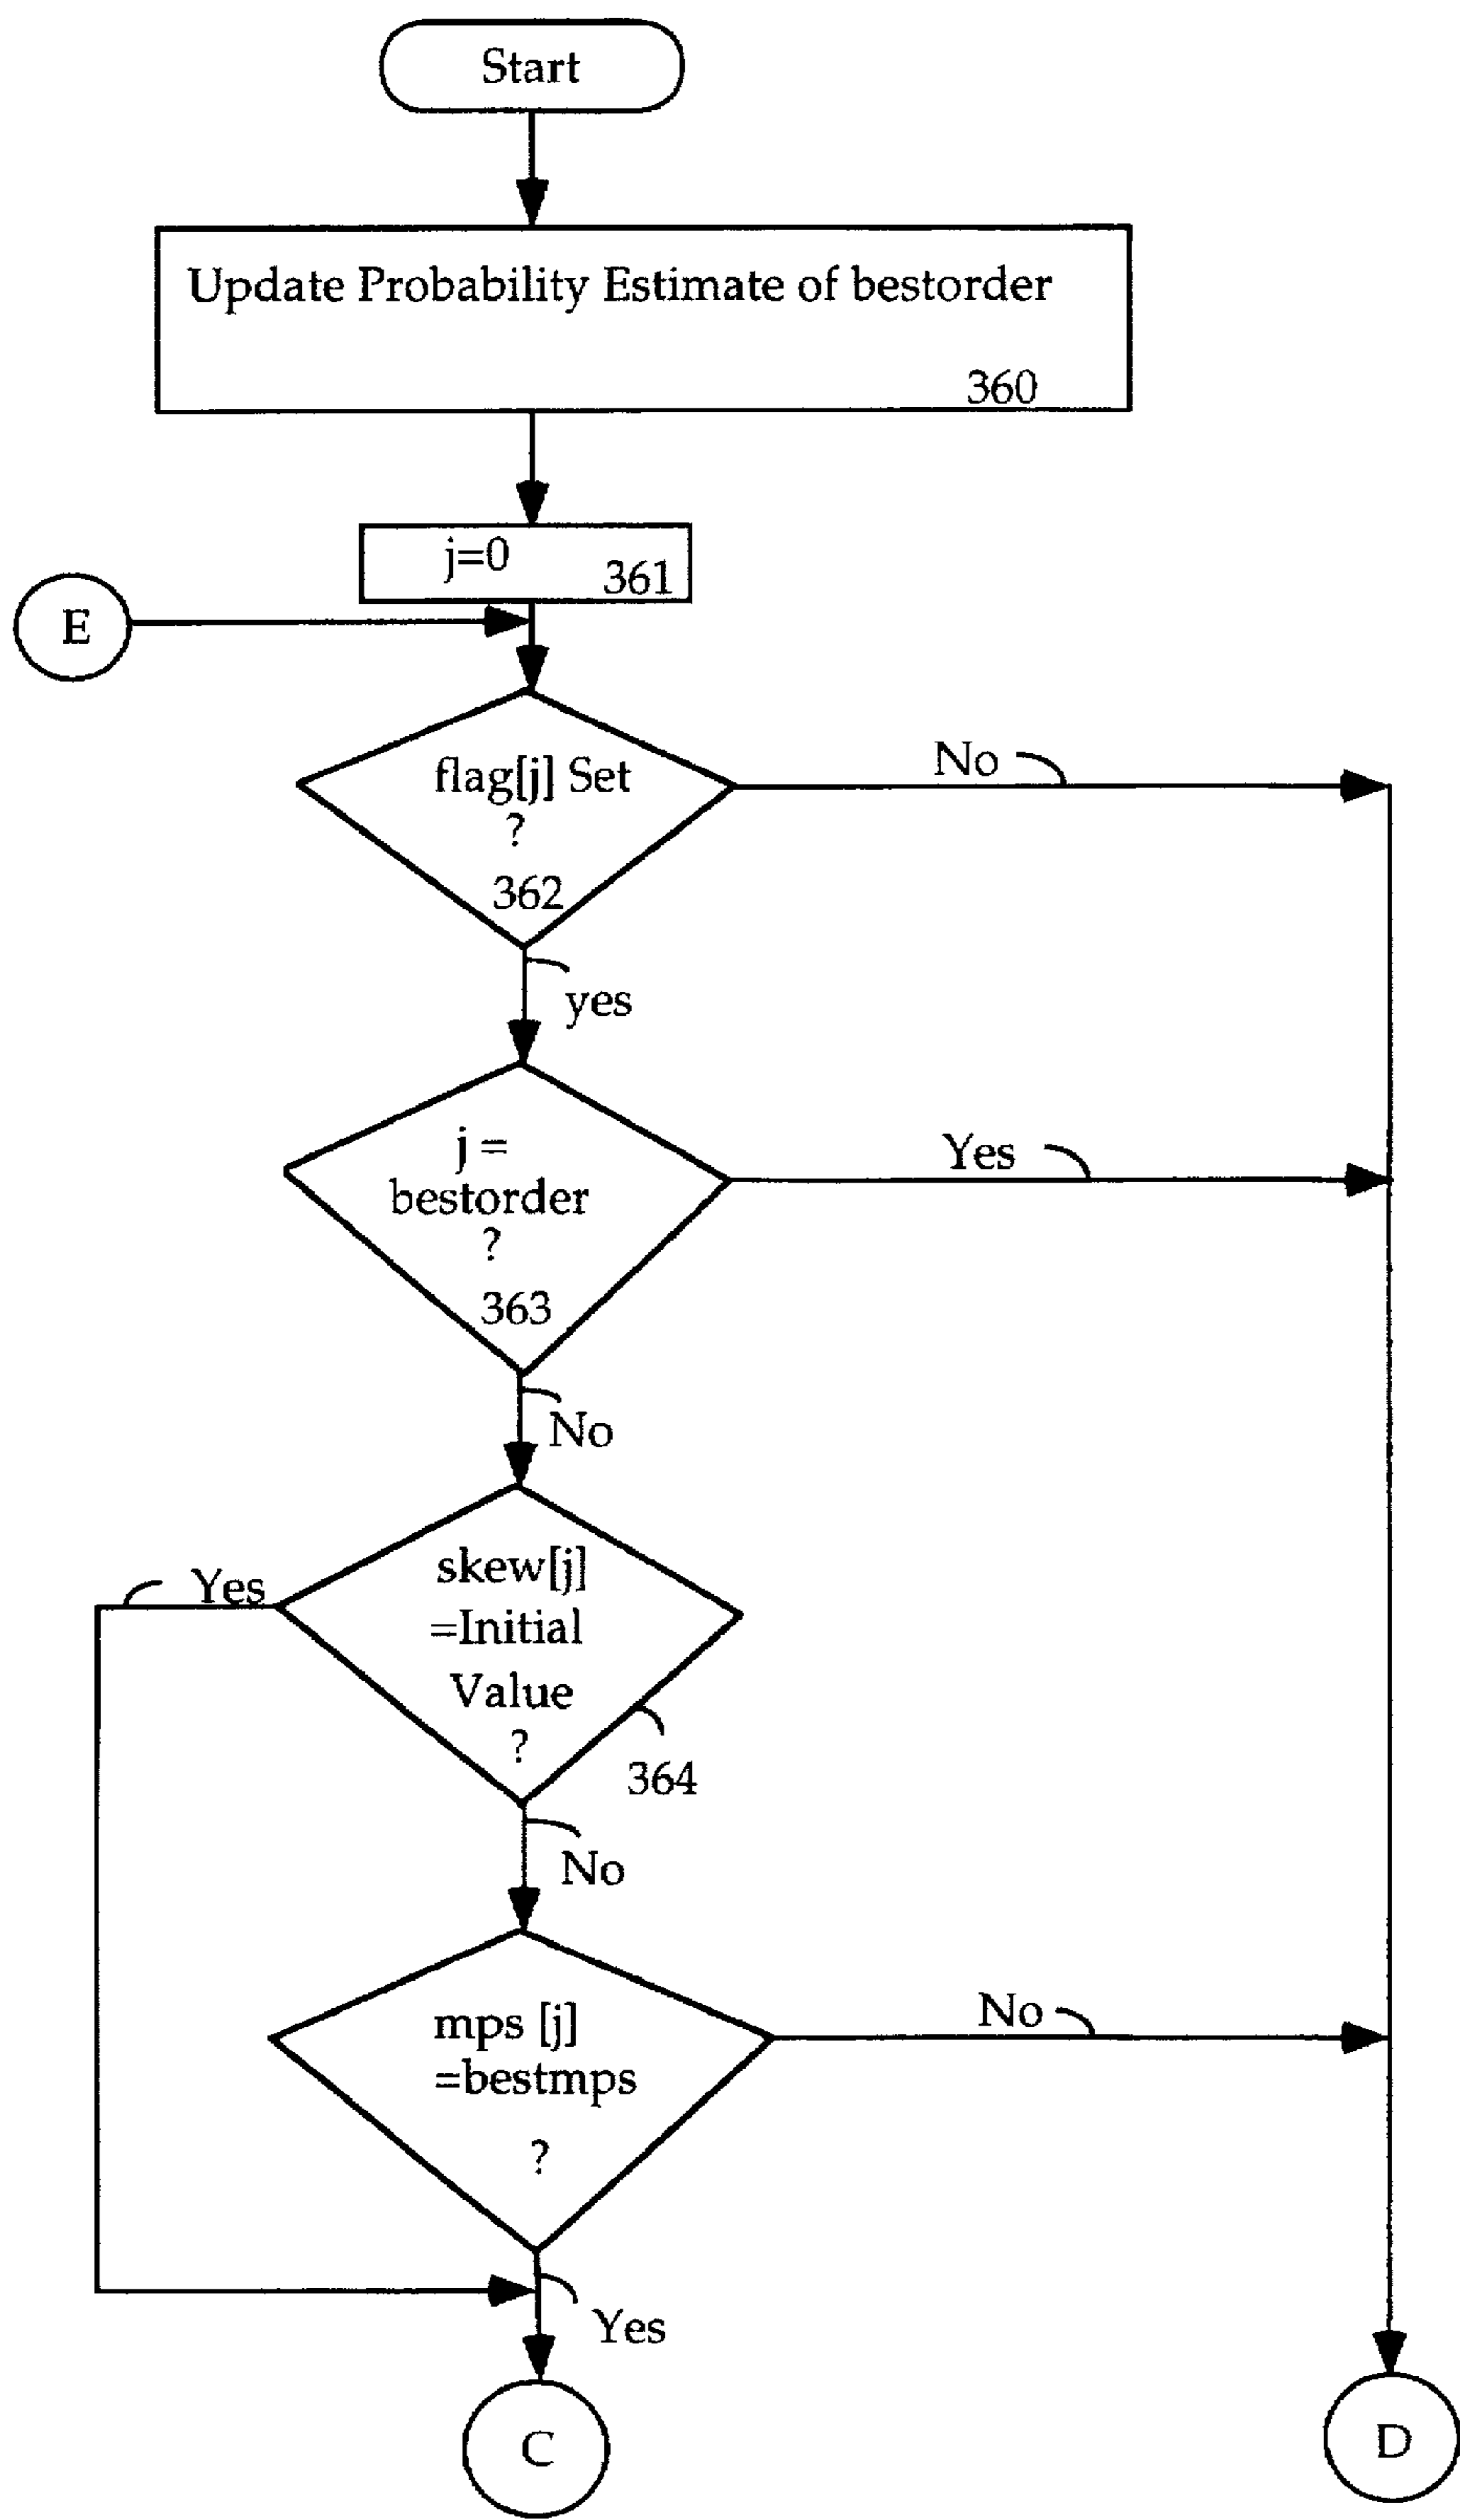 Start
Update Probability Estimate of bestorder
360
j=0
361
E
flag[j] Set
?
362
No
yes
j =
bestorder
?
363
Yes
No
skew[j]
=Initial
Value
?
364
Yes
No
mps [j]
=bestmps
?
No
Yes
C
D